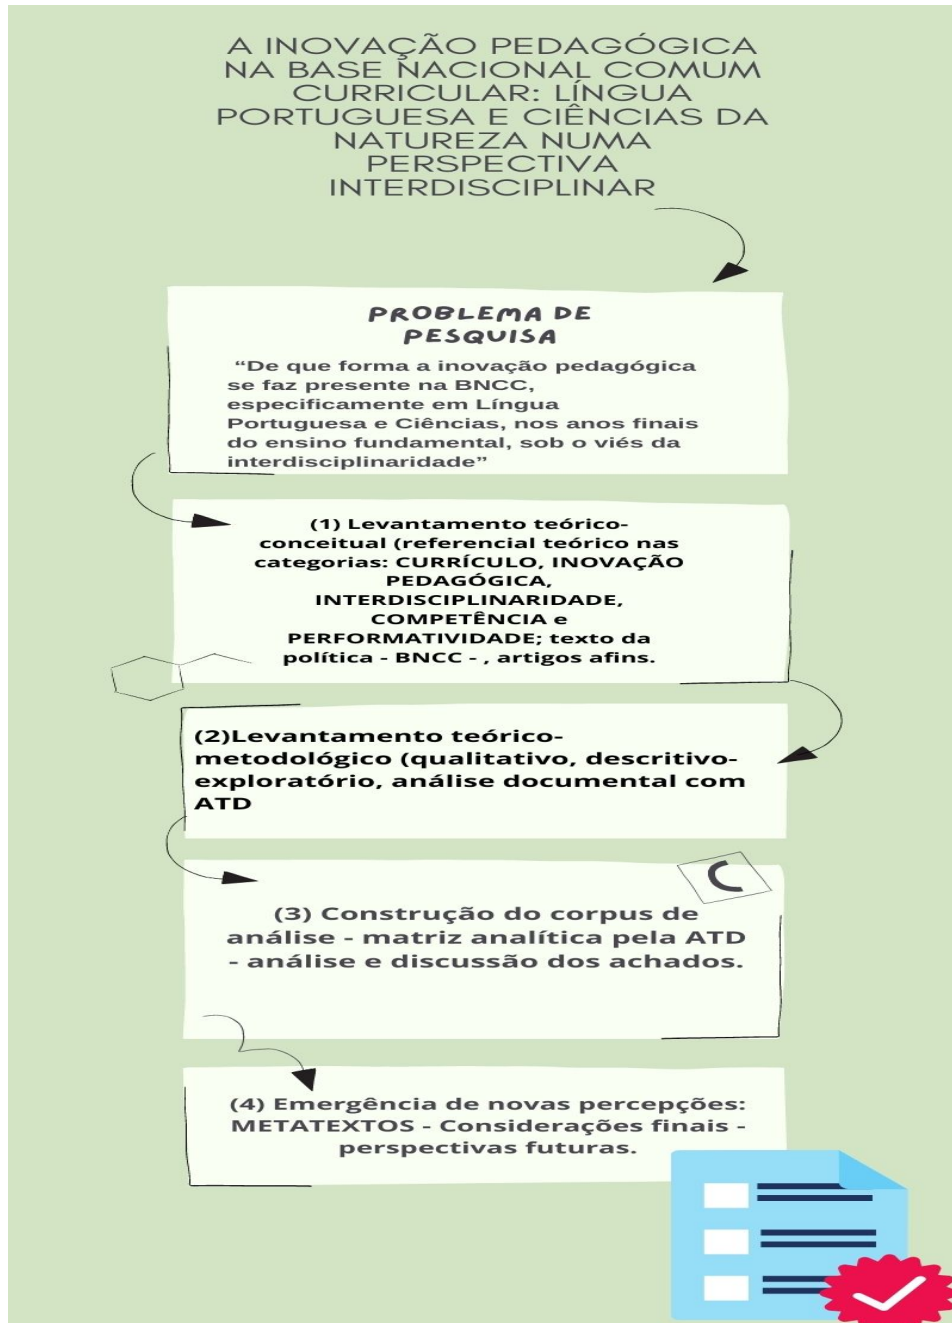 A INOVAÇÃO PEDAGÓGICA
NA BASE NACIONAL COMUM
CURRICULAR: LÍNGUA
PORTUGUESA E CIÊNCIAS DA
NATUREZA NUMA
PERSPECTIVA
INTERDISCIPLINAR
PROBLEMA DE
PESQUISA
“De que forma a inovação pedagógica
se faz presente na BNCC,
especificamente em Língua
Portuguesa e Ciências, nos anos finais
do ensino fundamental, sob o viés da
interdisciplinaridade”
(1) Levantamento teórico-
conceitual (referencial teórico nas
categorias: CURRÍCULO, INOVAÇÃO
PEDAGÓGICA,
INTERDISCIPLINARIDADE,
COMPETÊNCIA e
PERFORMATIVIDADE; texto da
política - BNCC - , artigos afins.
(2)Levantamento teórico-
metodológico (qualitativo, descritivo-
exploratório, análise documental com
ATD
(3) Construção do corpus de
análise - matriz analítica pela ATD
- análise e discussão dos achados.
(4) Emergência de novas percepções:
METATEXTOS - Considerações finais -
perspectivas futuras.